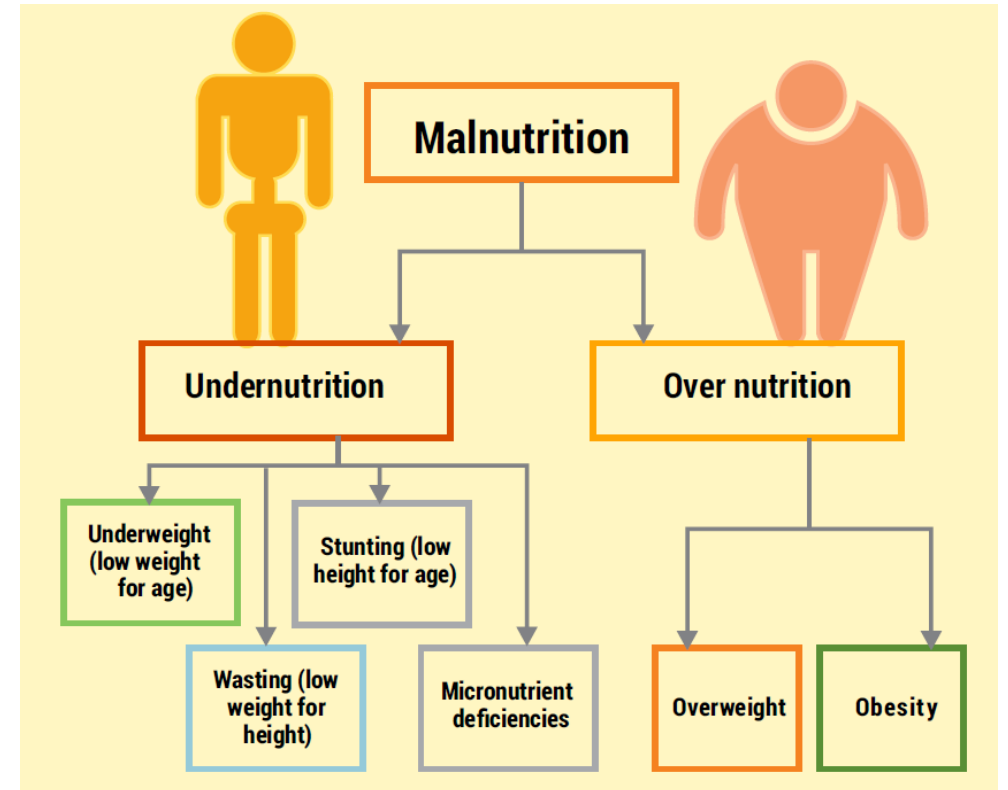 Malnutrition
Undernutrition
Over nutrition
Underweight
(low weight
for age)
Stunting (low
height for age)
Wasting (low
weight for
height)
Micronutrient
deficiencies
Overweight
Obesity